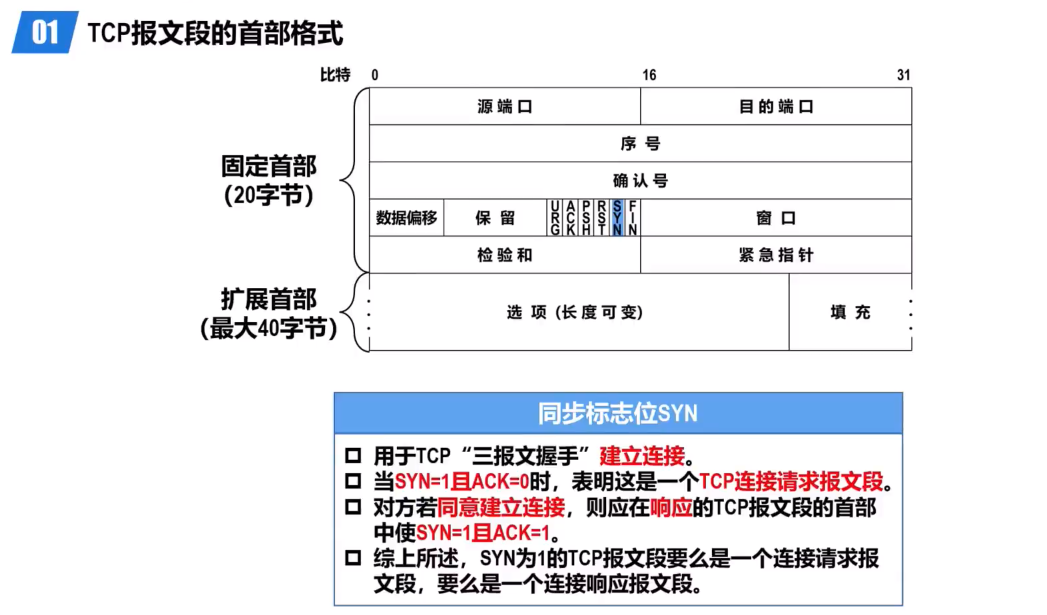 01 TCP报文段的首部格式
比特 0 16 31
源端口 目的端口
序号
固定首部
(20字节)
确认号
数据偏移 保留 URG ACK PSH RST SYN FIN 窗口
检验和 紧急指针
扩展首部
(最大40字节)
选项 (长度可变) 填充
同步标志位SYN
用于TCP“三报文握手”建立连接。
当SYN=1且ACK=0时，表明这是一个TCP连接请求报文段。
对方若同意建立连接，则应在响应的TCP报文段的首部
中使SYN=1且ACK=1。
综上所述，SYN为1的TCP报文段要么是一个连接请求报
文段，要么是一个连接响应报文段。